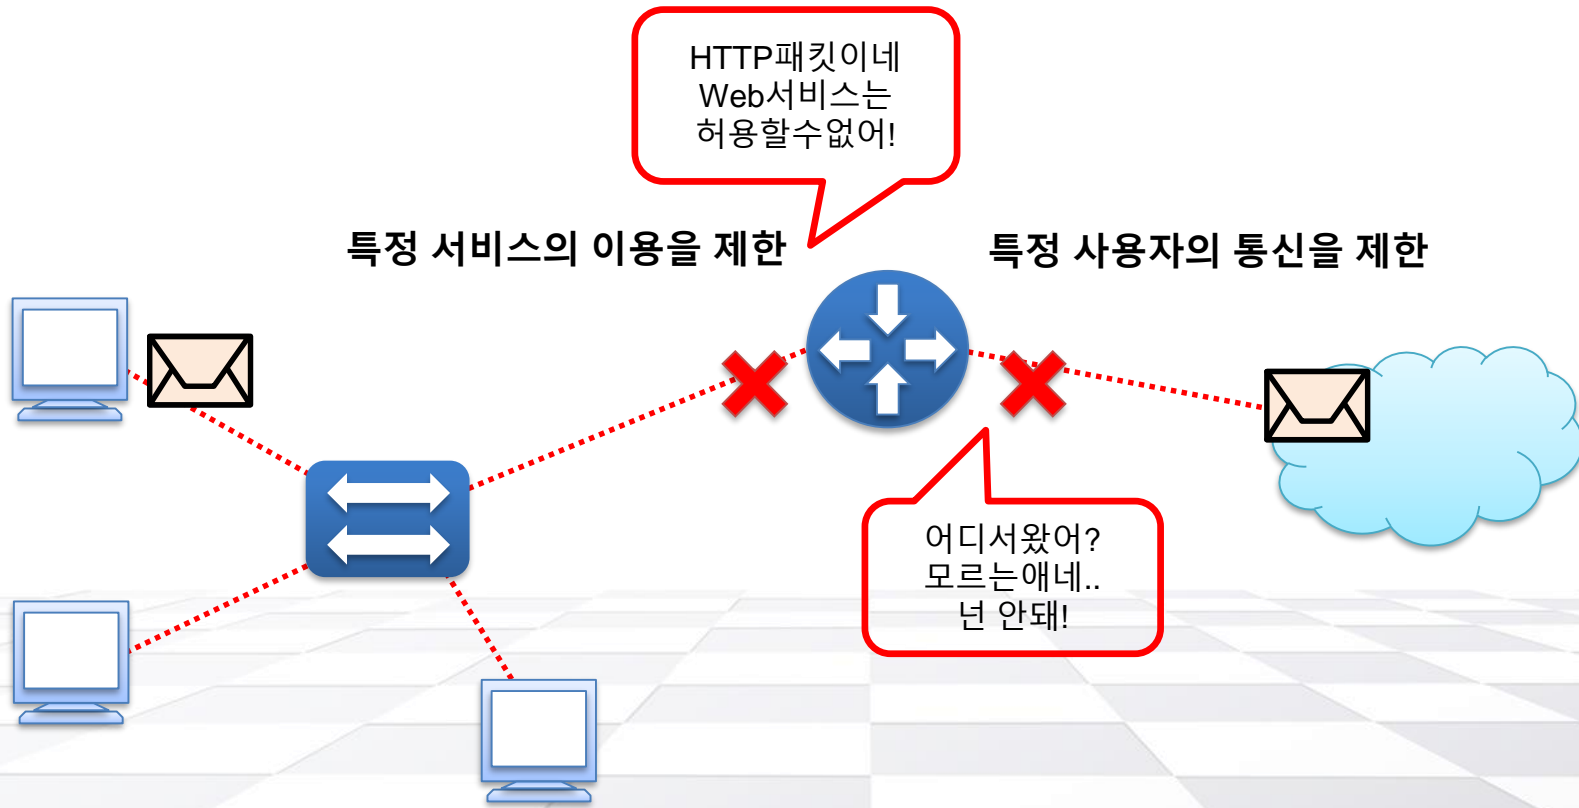 HTTP패킷이네
Web서비스는
허용할수없어!
특정 서비스의 이용을 제한
특정 사용자의 통신을 제한
어디서왔어?
모르는애네..
넌 안돼!